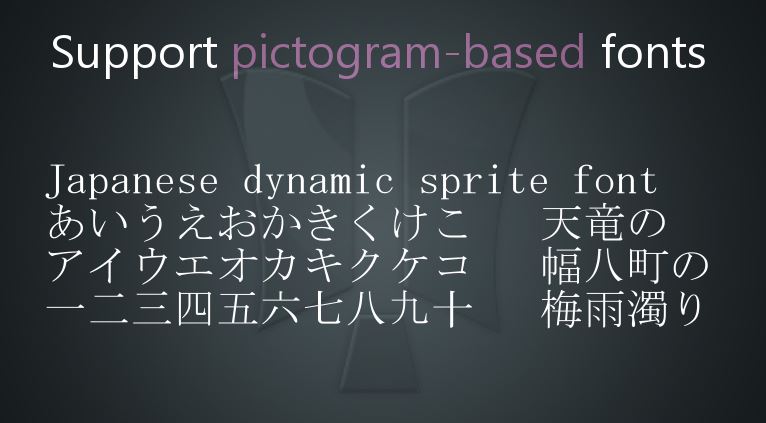 Support pictogram-based fonts
Japanese dynamic sprite font
あいうえおかきくけこ　天竜の
アイウエオカキクケコ　幅八町の
一二三四五六七八九十　梅雨濁り